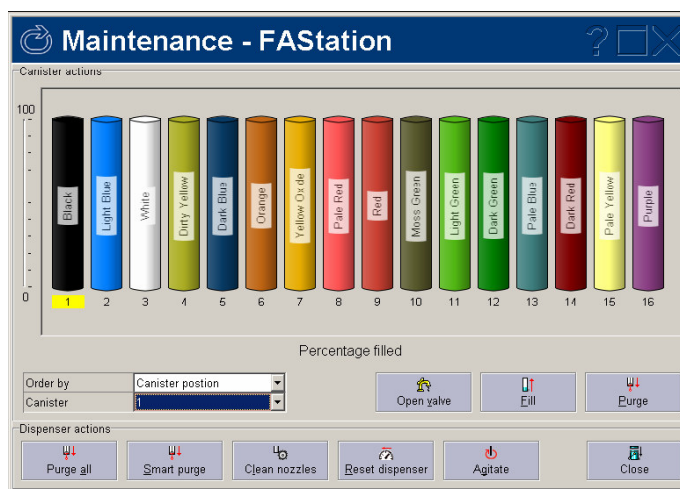 Maintenance - FAStation
Canister actions
100
Black
Light Blue
White
Dirty Yellow
Dark Blue
Orange
Yellow Oxide
Pale Red
Red
Moss Green
Light Green
Dark Green
Pale Blue
Dark Red
Pale Yellow
Purple
0
1 2 3 4 5 6 7 8 9 10 11 12 13 14 15 16
Percentage filled
Order by Canister postion
Canister 1
Open valve Fill Purge
Dispenser actions
Purge all Smart purge Clean nozzles Reset dispenser Agitate Close